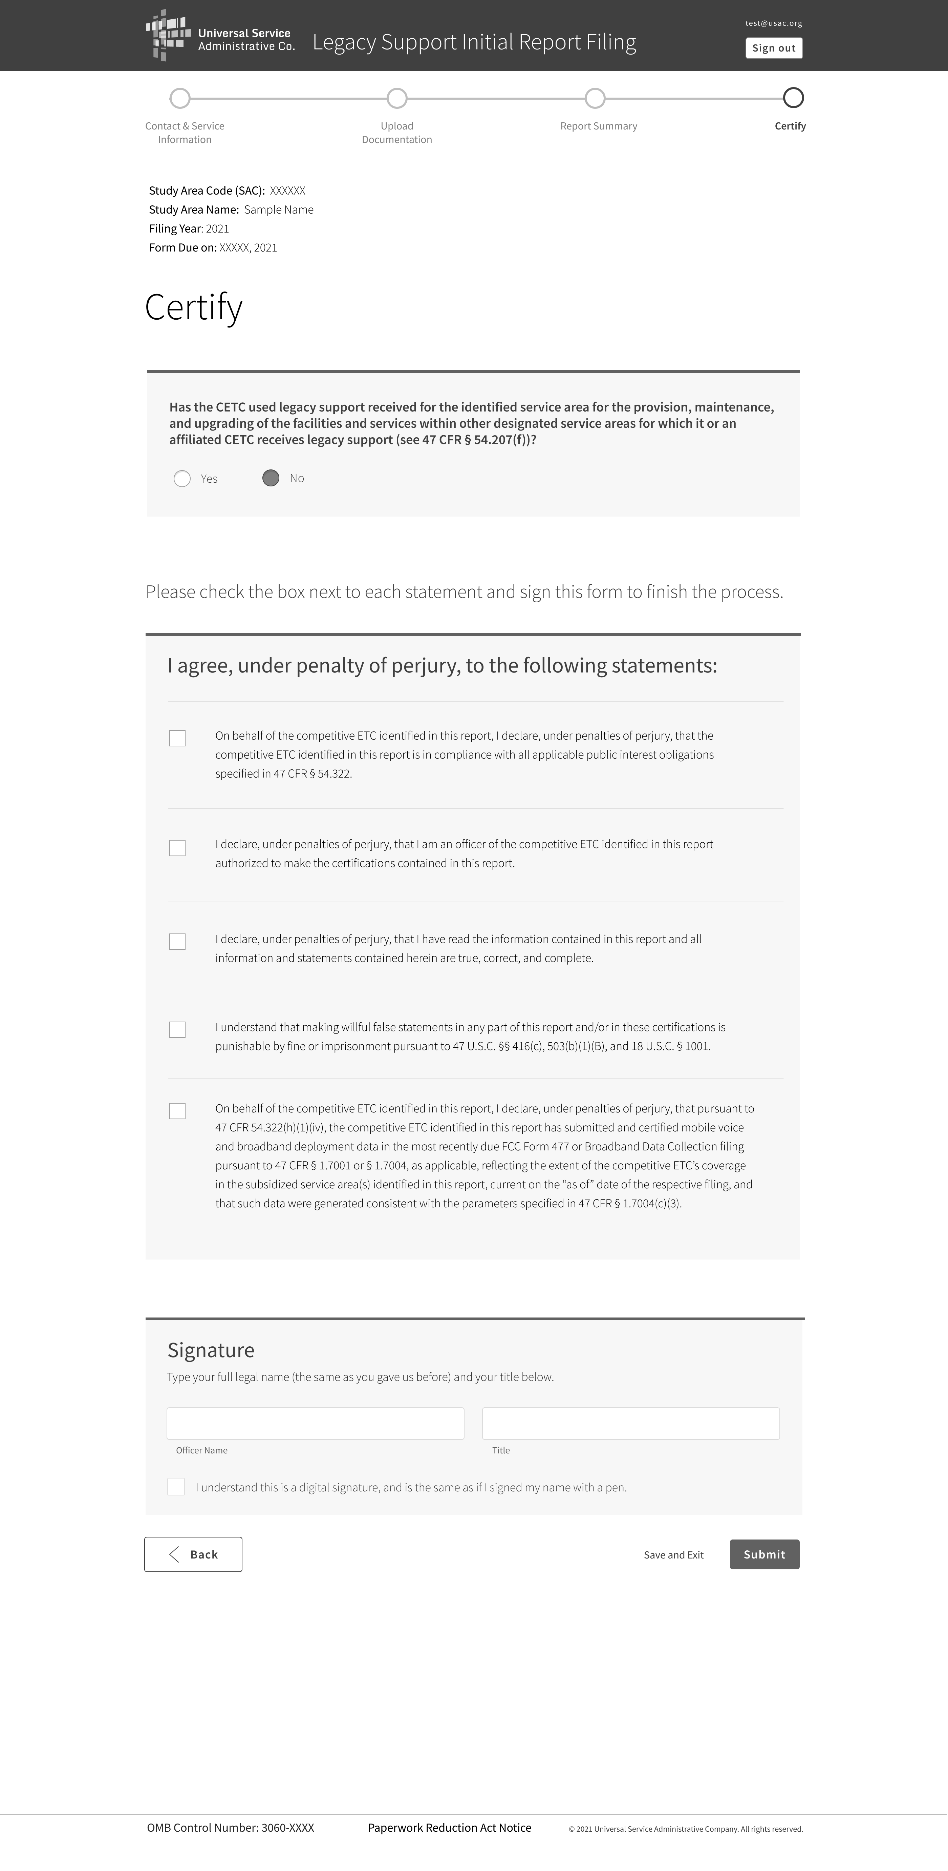 Universal Service
Administrative Co.
Legacy Support Initial Report Filing
test@usac.org
Sign out
Contact & Service
Information
Upload
Documentation
Report Summary
Certify
Study Area Code (SAC): XXXXXX
Study Area Name: Sample Name
Filing Year: 2021
Form Due on: XXXXX, 2021
Certify
Has the CETC used legacy support received for the identified service area for the provision, maintenance,
and upgrading of the facilities and services within other designated service areas for which it or an
affiliated CETC receives legacy support (see 47 CFR § 54.207(f))?
Yes
No
Please check the box next to each statement and sign this form to finish the process.
I agree, under penalty of perjury, to the following statements:
On behalf of the competitive ETC identified in this report, I declare, under penalties of perjury, that the
competitive ETC identified in this report is in compliance with all applicable public interest obligations
specified in 47 CFR § 54.322.
I declare, under penalties of perjury, that I am an officer of the competitive ETC identified in this report
authorized to make the certifications contained in this report.
I declare, under penalties of perjury, that I have read the information contained in this report and all
information and statements contained herein are true, correct, and complete.
I understand that making willful false statements in any part of this report and/or in these certifications is
punishable by fine or imprisonment pursuant to 47 U.S.C. §§ 416(c), 503(b)(1)(B), and 18 U.S.C. § 1001.
On behalf of the competitive ETC identified in this report, I declare, under penalties of perjury, that pursuant to
47 CFR 54.322(h)(1)(iv), the competitive ETC identified in this report has submitted and certified mobile voice
and broadband deployment data in the most recently due FCC Form 477 or Broadband Data Collection filing
pursuant to 47 CFR § 1.7001 or § 1.7004, as applicable, reflecting the extent of the competitive ETC's coverage
in the subsidized service area(s) identified in this report, current on the "as of" date of the respective filing, and
that such data were generated consistent with the parameters specified in 47 CFR § 1.7004(c)(3).
Signature
Type your full legal name (the same as you gave us before) and your title below.
Officer Name
Title
I understand this is a digital signature, and is the same as if I signed my name with a pen.
Back
Save and Exit
Submit
OMB Control Number: 3060-XXXX
Paperwork Reduction Act Notice
© 2021 Universal Service Administrative Company. All rights reserved.